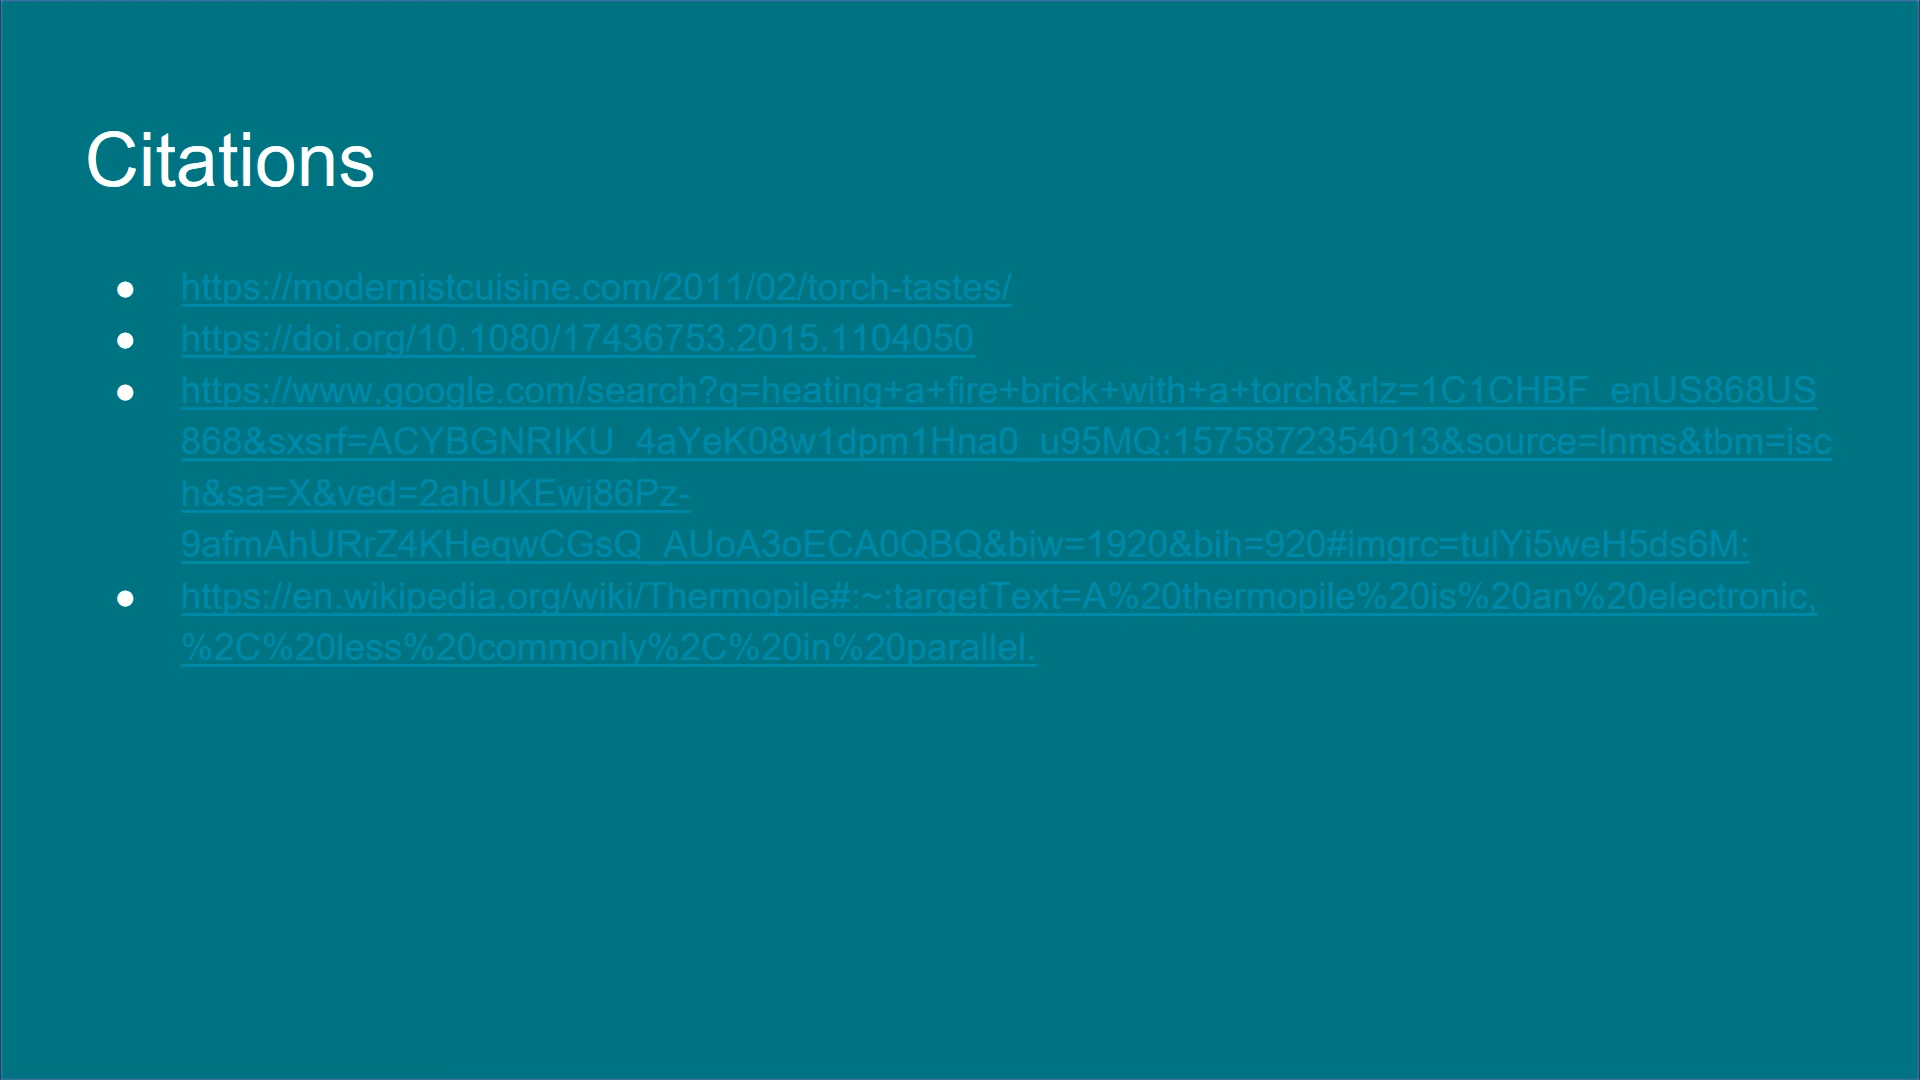 Citations
● https://modernistcuisine.com/2011/02/torch-tastes/
● https://doi.org/10.1080/17436753.2015.1104050
● https://www.google.com/search?q=heating+a+fire+brick+with+a+torch&rlz=1C1CHBF_enUS868US
868&sxsrf=ACYBGNRIKU_4aYeK08w1dpm1Hna0_u95MQ:1575872354013&source=lnms&tbm=isc
h&sa=X&ved=2ahUKEwj86Pz-
9afmAhURrZ4KHeqwCGsQ_AUoA3oECA0QBQ&biw=1920&bih=920#imgrc=tulYi5weH5ds6M:
● https://en.wikipedia.org/wiki/Thermopile#:~:targetText=A%20thermopile%20is%20an%20electronic,
%2C%20less%20commonly%2C%20in%20parallel.